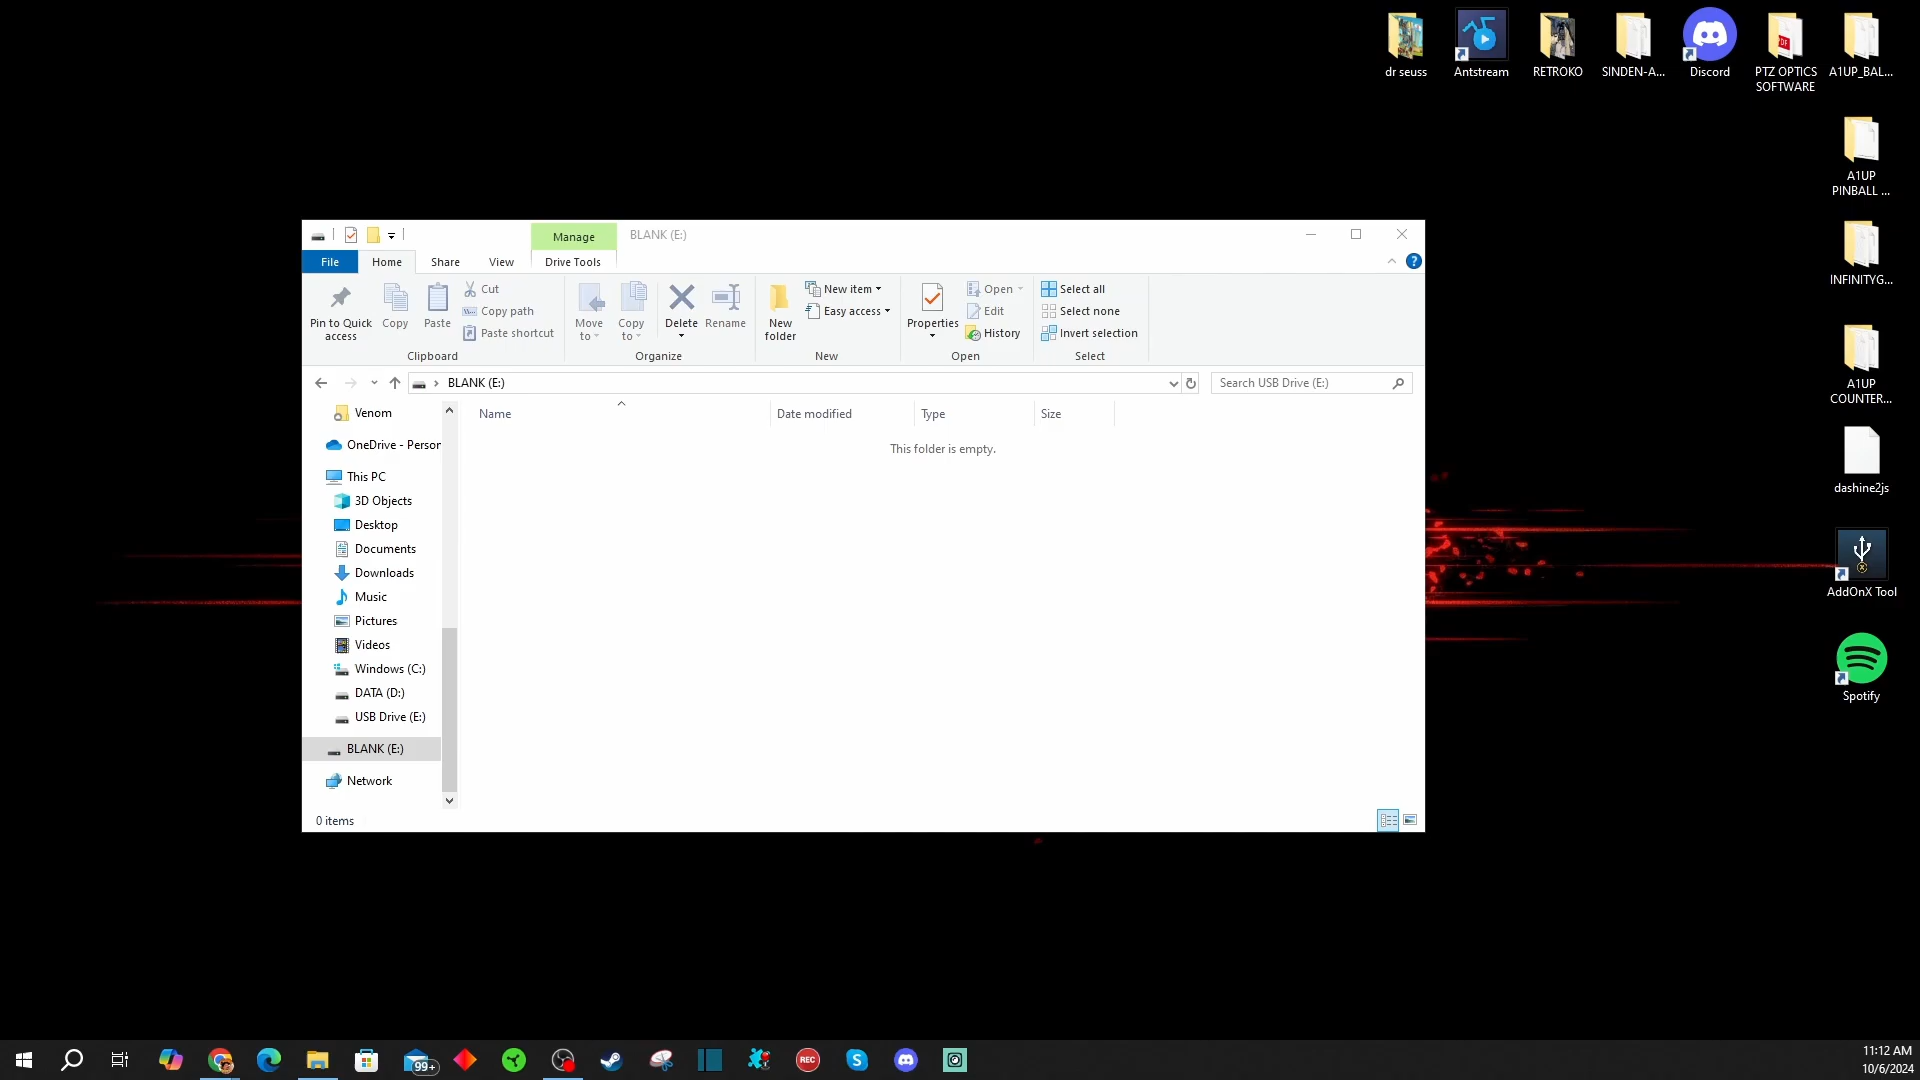 dr seuss
Antstream
RETROKO
SINDEN-A...
Discord
PTZ OPTICS
SOFTWARE
A1UP_BAL...
A1UP
PINBALL ...
INFINITYG...
A1UP
COUNTER...
dashine2js
AddOnX Tool
Spotify
Manage
BLANK (E:)
File
Home
Share
View
Drive Tools
Pin to Quick
access
Copy
Paste
Cut
Copy path
Paste shortcut
Clipboard
Move
to
Copy
to
Delete
Rename
Organize
New
folder
New item
Easy access
New
Properties
Open
Edit
History
Open
Select all
Select none
Invert selection
Select
BLANK (E:)
Search USB Drive (E:)
Venom
OneDrive - Person
This PC
3D Objects
Desktop
Documents
Downloads
Music
Pictures
Videos
Windows (C:)
DATA (D:)
USB Drive (E:)
BLANK (E:)
Network
Name
Date modified
Type
Size
This folder is empty.
0 items
99+
REC
11:12 AM
10/6/2024